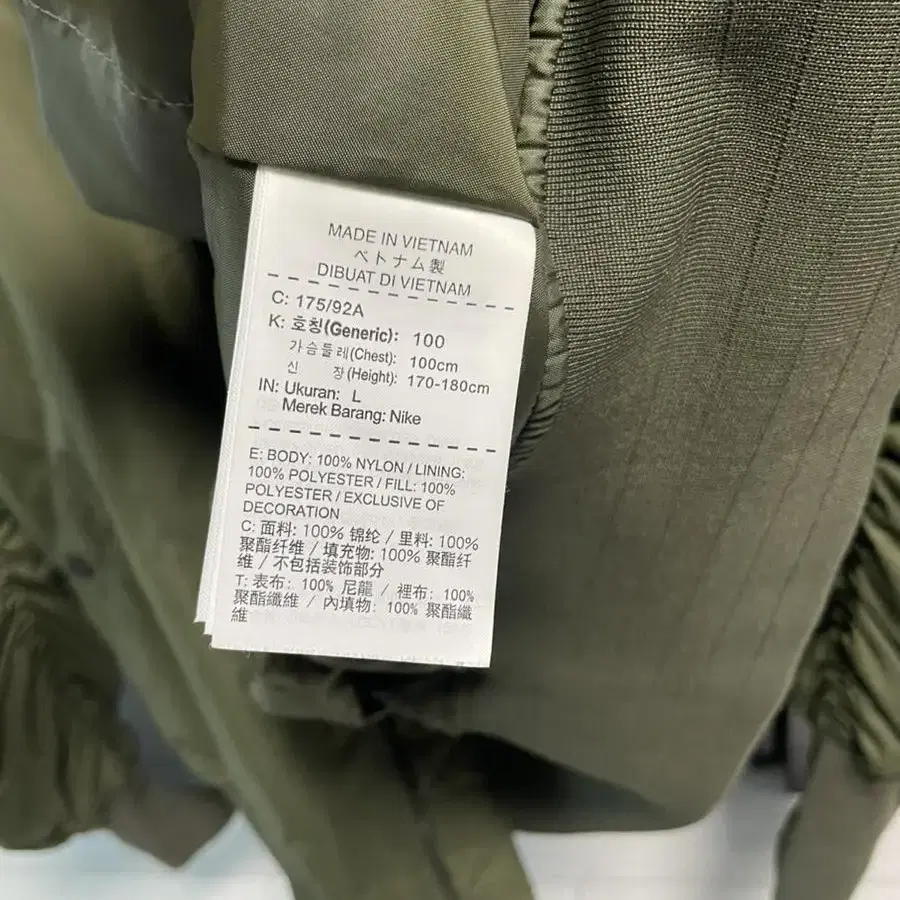 MADE IN VIETNAM
ベトナム製
DIBUAT DI VIETNAM
C: 175/92A
K: 호칭(Generic): 100
가슴둘레(Chest): 100cm
신 장(Height): 170-180cm
IN: Ukuran: L
Merek Barang: Nike
E: BODY: 100% NYLON / LINING:
100% POLYESTER / FILL: 100%
POLYESTER / EXCLUSIVE OF
DECORATION
C: 面料: 100% 锦纶 / 里料: 100%
聚酯纤维 / 填充物: 100% 聚酯纤
维 / 不包括装饰部分
T: 表布: 100% 尼龍 / 裡布: 100%
聚酯纖維 / 內填物: 100% 聚酯纖
維